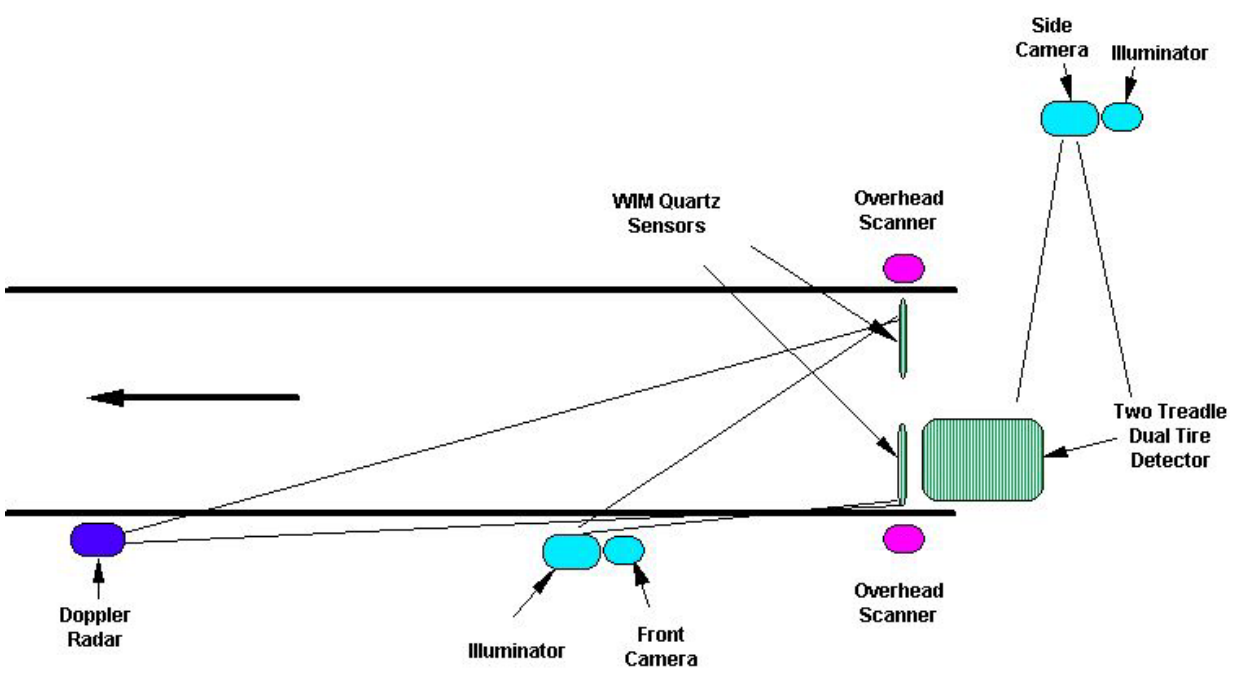 Side
Camera
Illuminator
WIM Quartz
Sensors
Overhead
Scanner
Two Treadle
Dual Tire
Detector
Doppler
Radar
Illuminator
Front
Camera
Overhead
Scanner